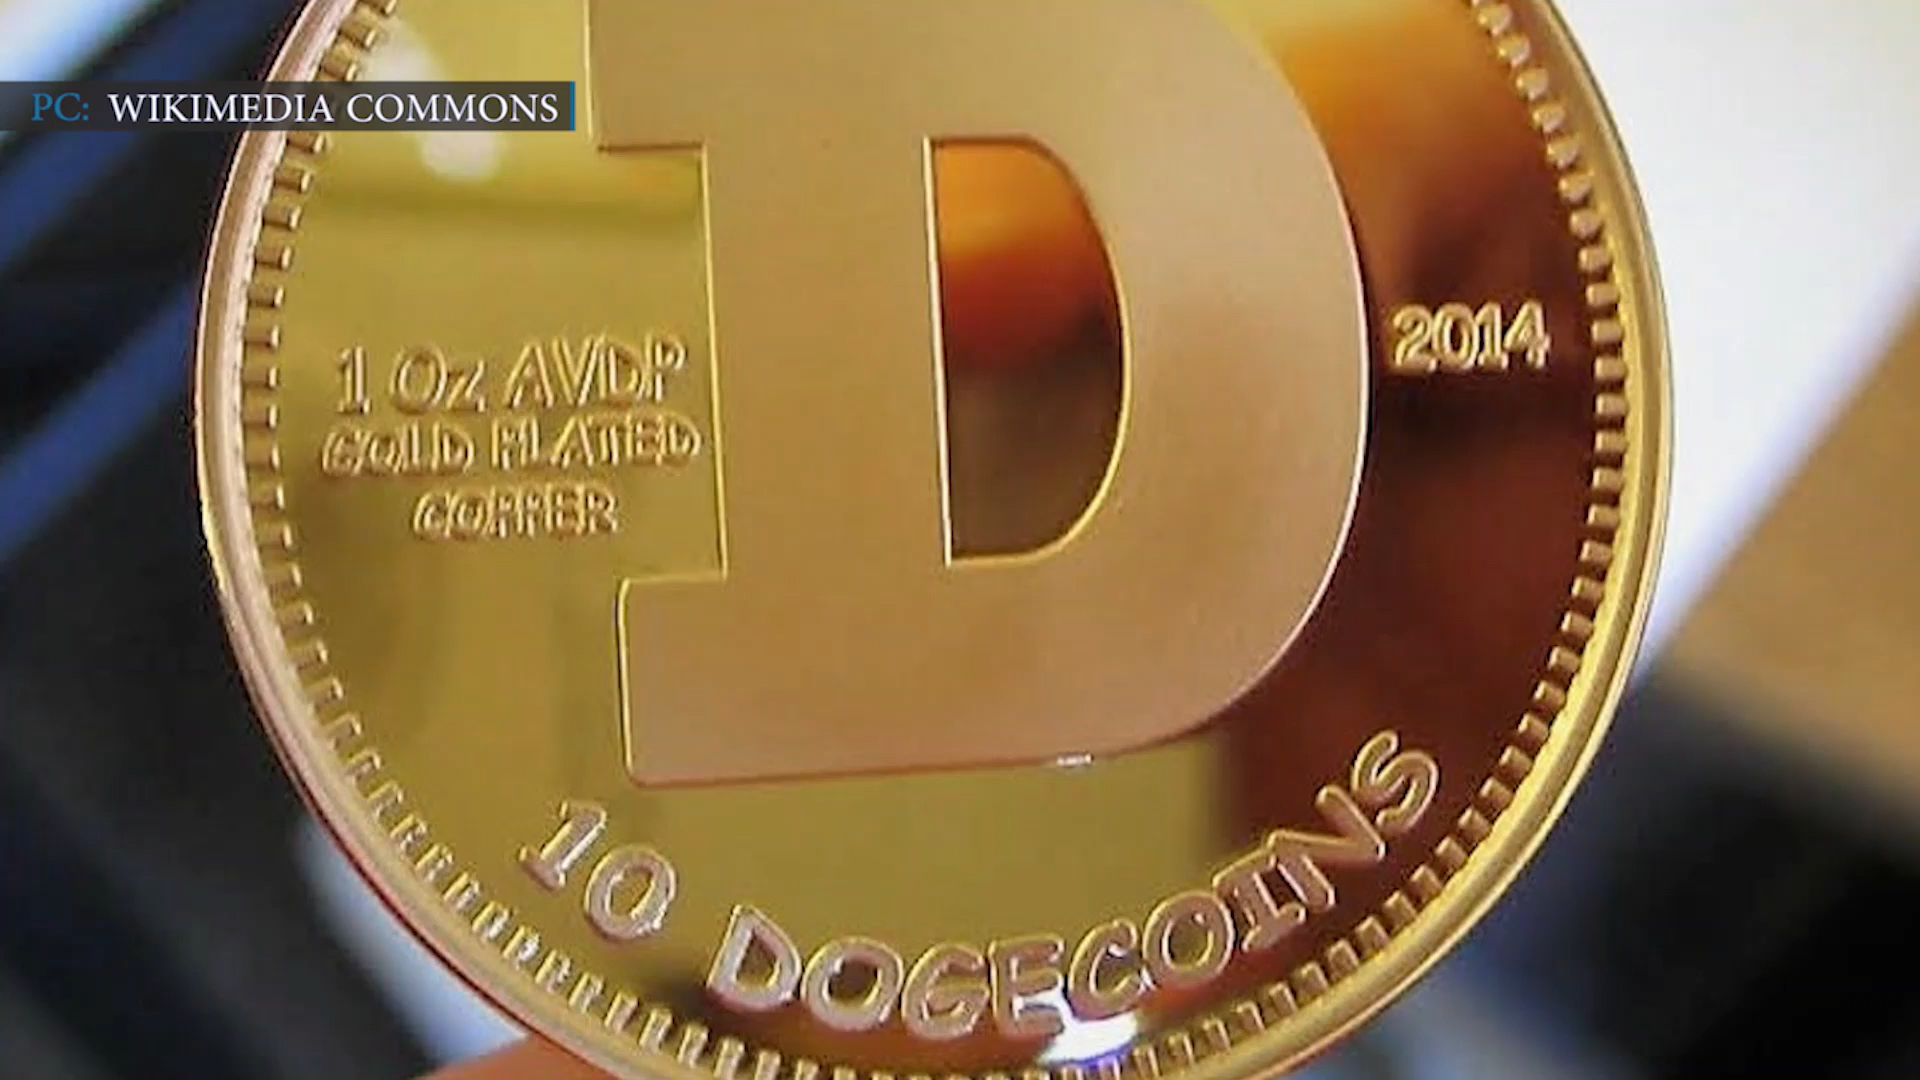 PC: WIKIMEDIA COMMONS
D
1 Oz AVDP
GOLD PLATED
COPPER
2014
10 DOGECOINS